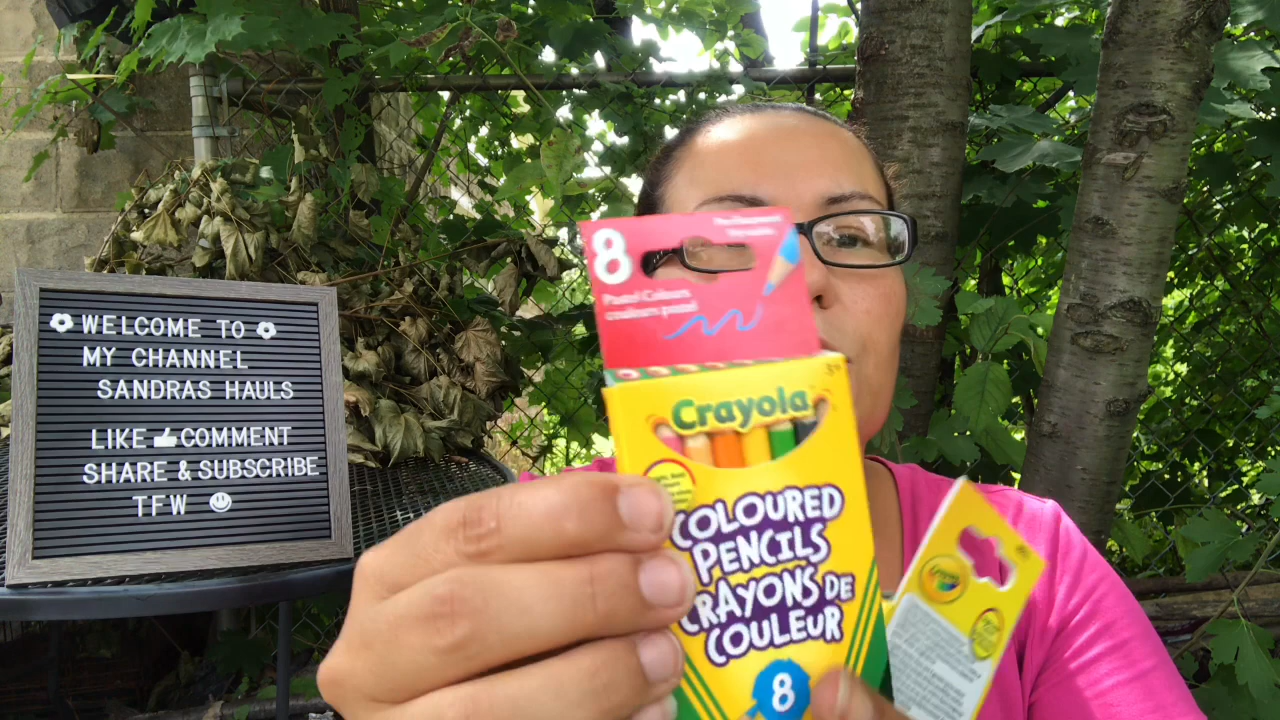 WELCOME TO
MY CHANNEL
SANDRAS HAULS
LIKE COMMENT
SHARE & SUBSCRIBE
TFW
8
Pastel Colours
couleurs pastel
Crayola
COLOURED
PENCILS
CRAYONS DE
COULEUR
8
Crayola